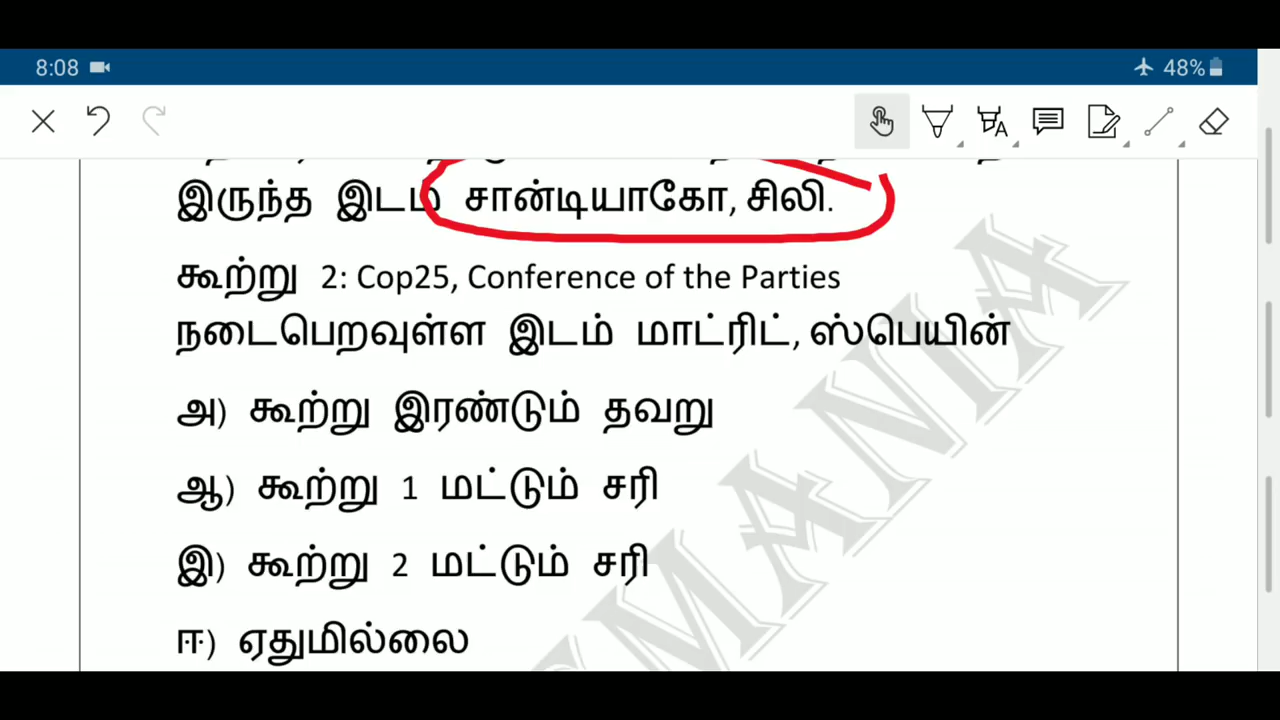 8:08
48%
இருந்த இடம் சான்டியாகோ, சிலி.
கூற்று 2: Cop25, Conference of the Parties
நடைபெறவுள்ள இடம் மாட்ரிட், ஸ்பெயின்
அ) கூற்று இரண்டும் தவறு
ஆ) கூற்று 1 மட்டும் சரி
இ) கூற்று 2 மட்டும் சரி
ஈ) ஏதுமில்லை
MANIA